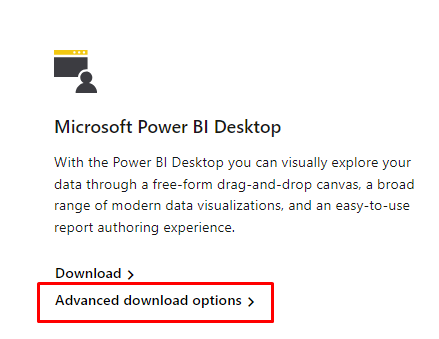 Microsoft Power BI Desktop
With the Power BI Desktop you can visually explore your
data through a free-form drag-and-drop canvas, a broad
range of modern data visualizations, and an easy-to-use
report authoring experience.
Download >
Advanced download options >